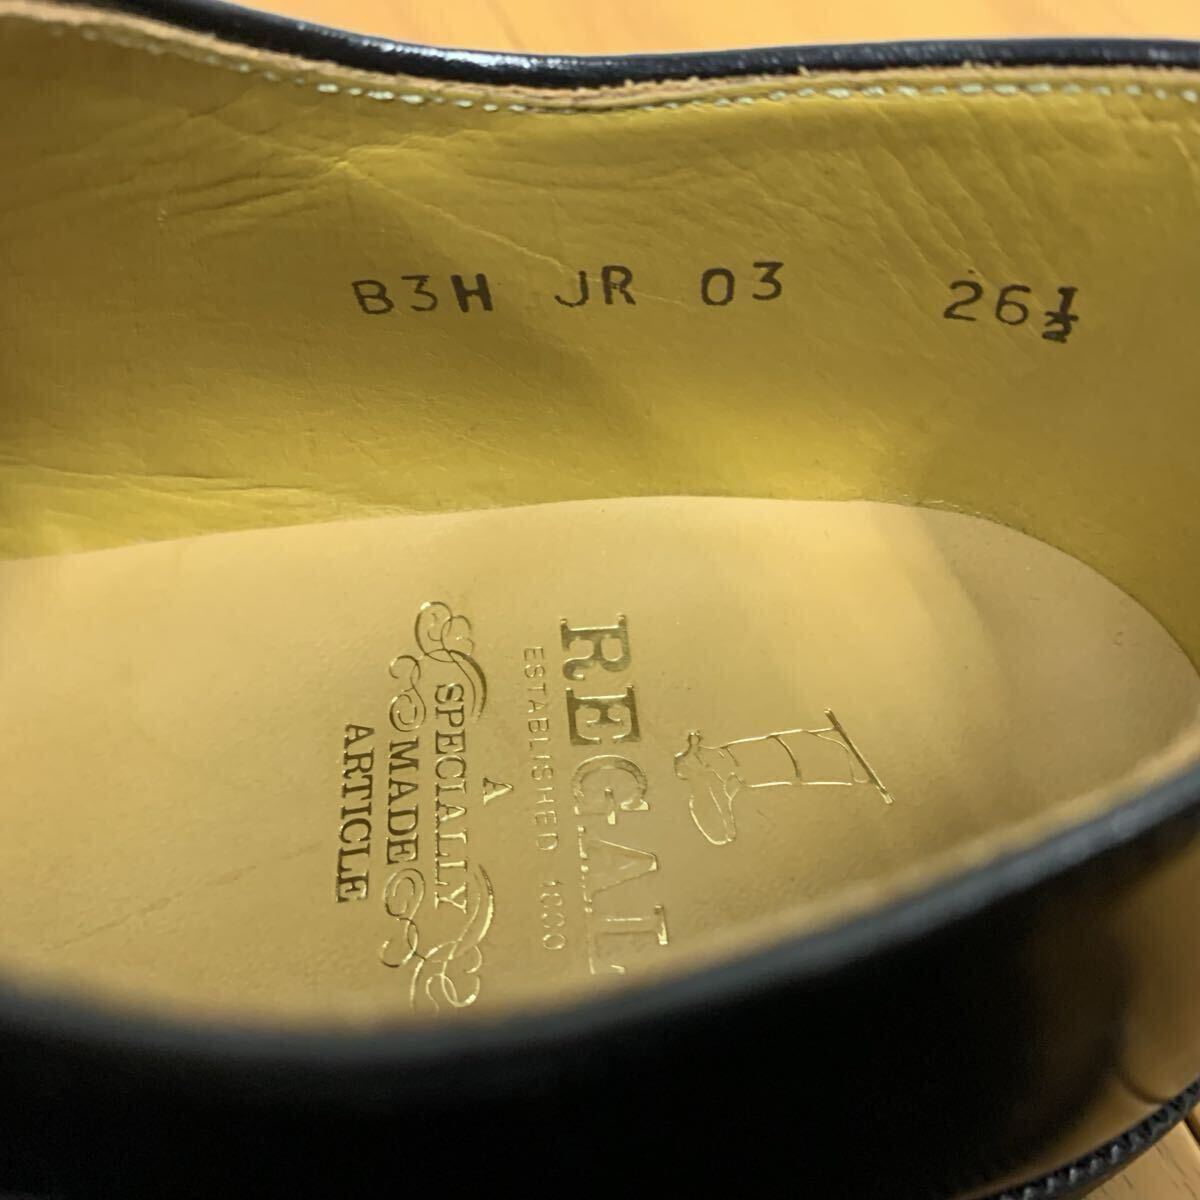 B3H JR 03 26½
REGAL
ESTABLISHED 1880
A
SPECIALLY
MADE
ARTICLE